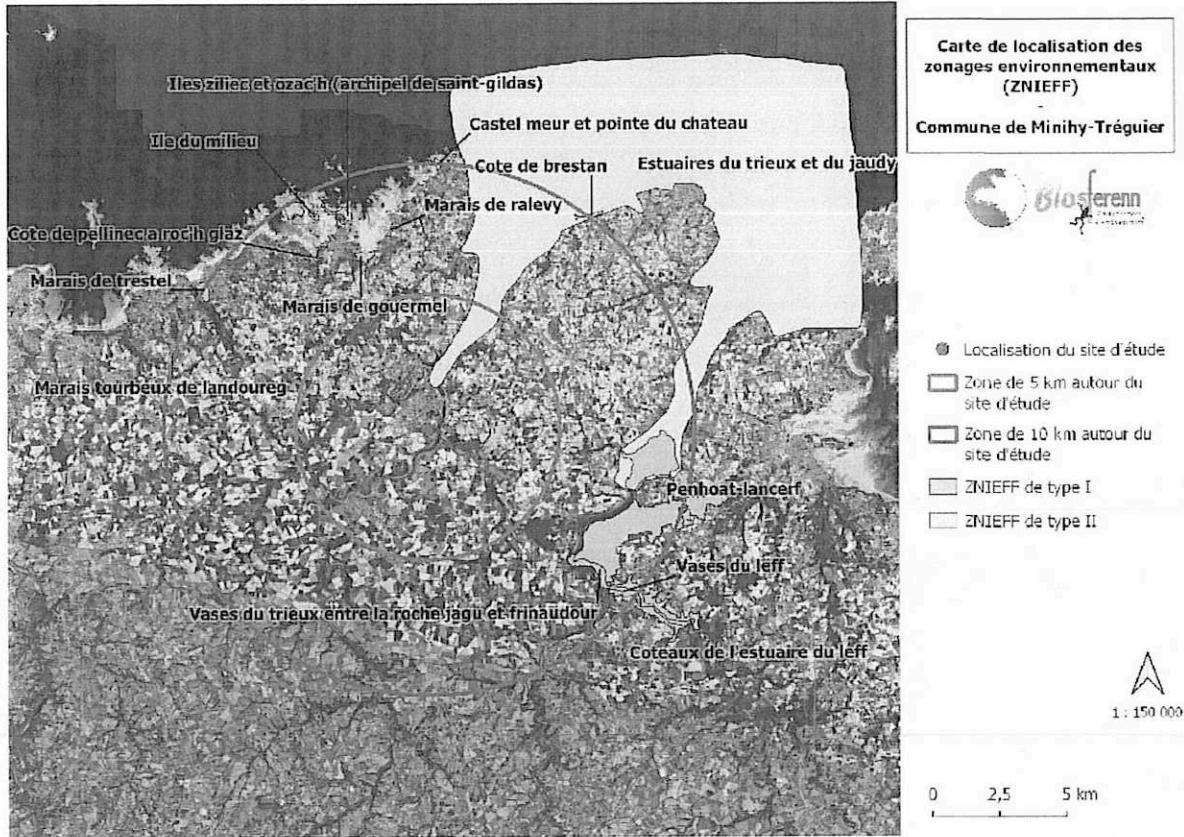 Carte de localisation des
zonages environnementaux
(ZNIEFF)
-
Commune de Minihy-Tréguier
Biosferenn
Iles ziliec et ozac'h (archipel de saint-gildas)
Castel meur et pointe du chateau
Ile du milieu
Cote de brestan
Estuaires du trieux et du jaudy
Marais de ralevy
Cote de pellinec a roc'h glaz
Marais de trestel
Marais de gouermel
Marais tourbeux de landoureg
Penhoat-lancerf
Vases du leff
Vases du trieux entre la roche jagu et frinaudour
Coteaux de l'estuaire du leff
Localisation du site d'étude
Zone de 5 km autour du
site d'étude
Zone de 10 km autour du
site d'étude
ZNIEFF de type I
ZNIEFF de type II
1 : 150 000
0 2,5 5 km